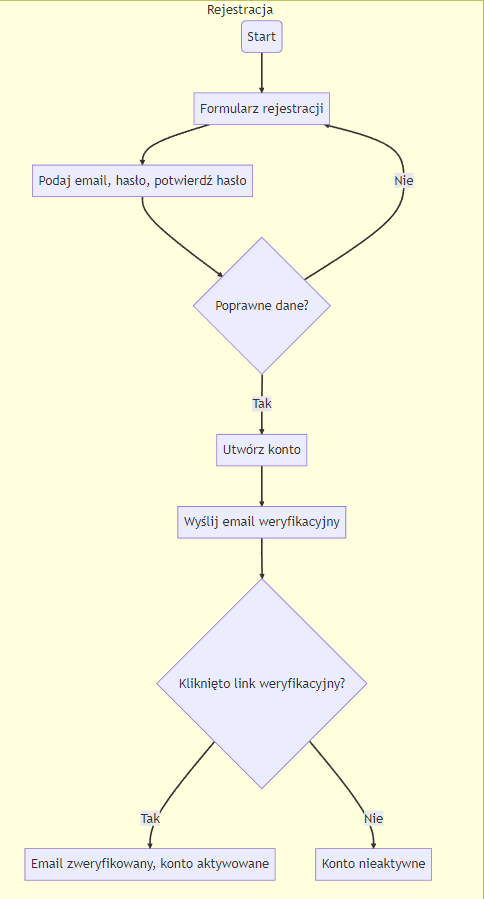 Rejestracja
Start
Formularz rejestracji
Podaj email, hasło, potwierdź hasło
Nie
Poprawne dane?
Tak
Utwórz konto
Wyślij email weryfikacyjny
Kliknięto link weryfikacyjny?
Tak
Nie
Email zweryfikowany, konto aktywowane
Konto nieaktywne